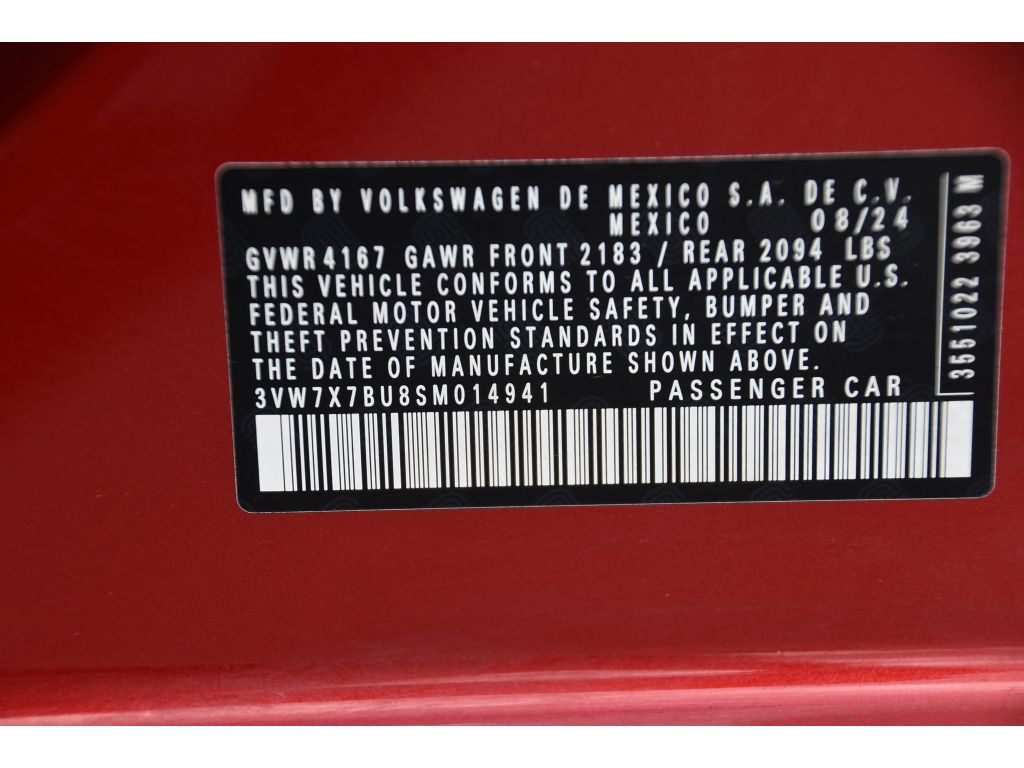 MFD BY VOLKSWAGEN DE MEXICO S.A. DE C.V.
MEXICO 08/24
GVWR 4167 GAWR FRONT 2183 / REAR 2094 LBS
THIS VEHICLE CONFORMS TO ALL APPLICABLE U.S.
FEDERAL MOTOR VEHICLE SAFETY, BUMPER AND
THEFT PREVENTION STANDARDS IN EFFECT ON
THE DATE OF MANUFACTURE SHOWN ABOVE.
3VW7X7BU8SM014941 PASSENGER CAR
3551022 3963 M